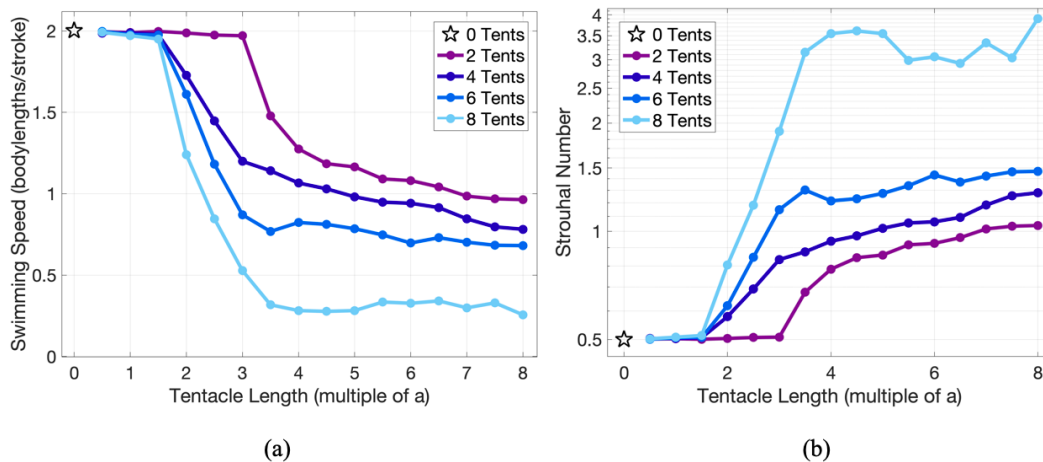 Swimming Speed (bodylengths/stroke)
2
1.5
1
0.5
0
0 Tents
2 Tents
4 Tents
6 Tents
8 Tents
0 1 2 3 4 5 6 7 8
Tentacle Length (multiple of a)
(a)
Strouhal Number
4
3.5
3
2.5
2
1.5
1
0.5
0 Tents
2 Tents
4 Tents
6 Tents
8 Tents
0 2 4 6 8
Tentacle Length (multiple of a)
(b)